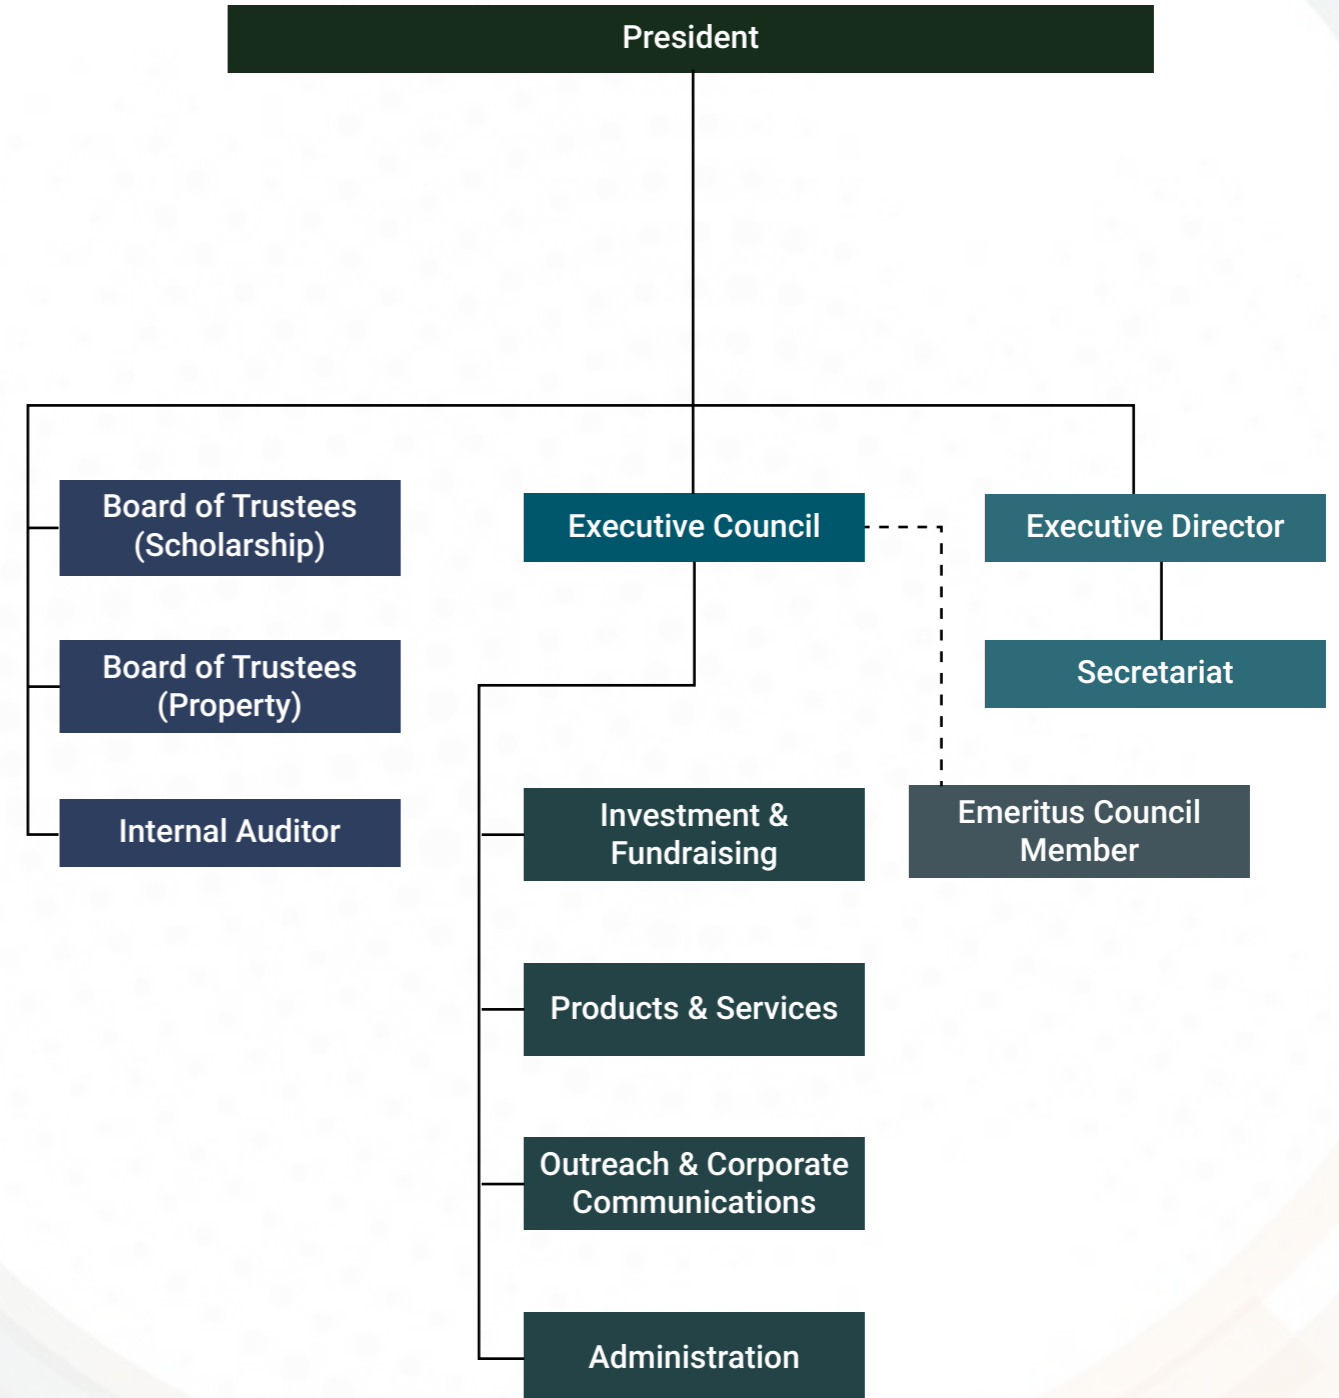 President
Board of Trustees
(Scholarship)
Executive Council
Executive Director
Board of Trustees
(Property)
Secretariat
Internal Auditor
Investment &
Fundraising
Emeritus Council
Member
Products & Services
Outreach & Corporate
Communications
Administration